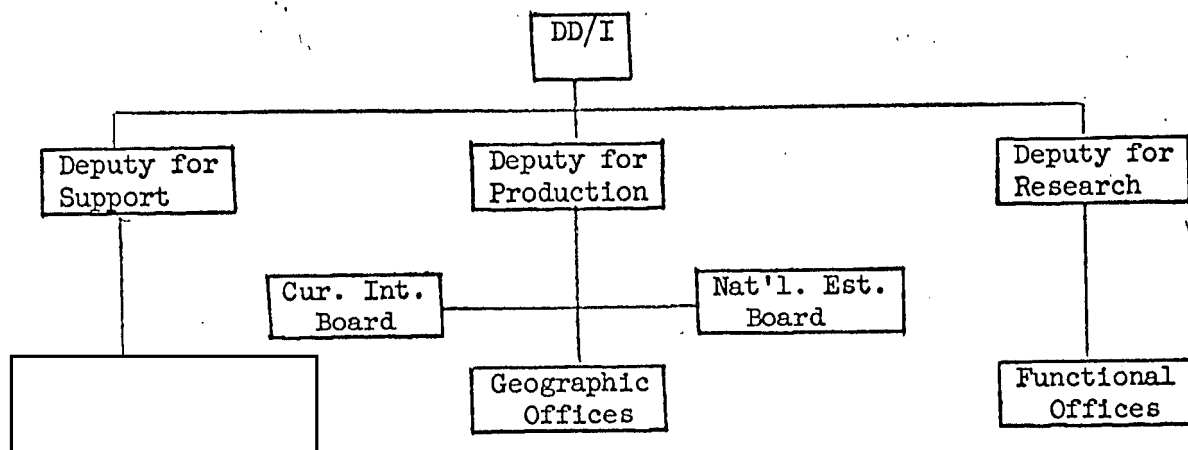 DD/I
Deputy for
Support
Deputy for
Production
Deputy for
Research
Cur. Int.
Board
Nat'l. Est.
Board
Geographic
Offices
Functional
Offices